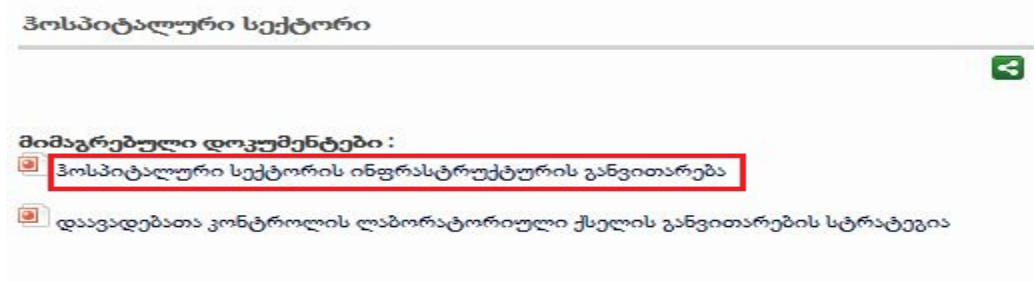 ჰოსპიტალური სექტორი
მიმაგრებული დოკუმენტები :
ჰოსპიტალური სექტორის ინფრასტრუქტურის განვითარება
დაავადებათა კონტროლის ლაბორატორიული ქსელის განვითარების სტრატეგია